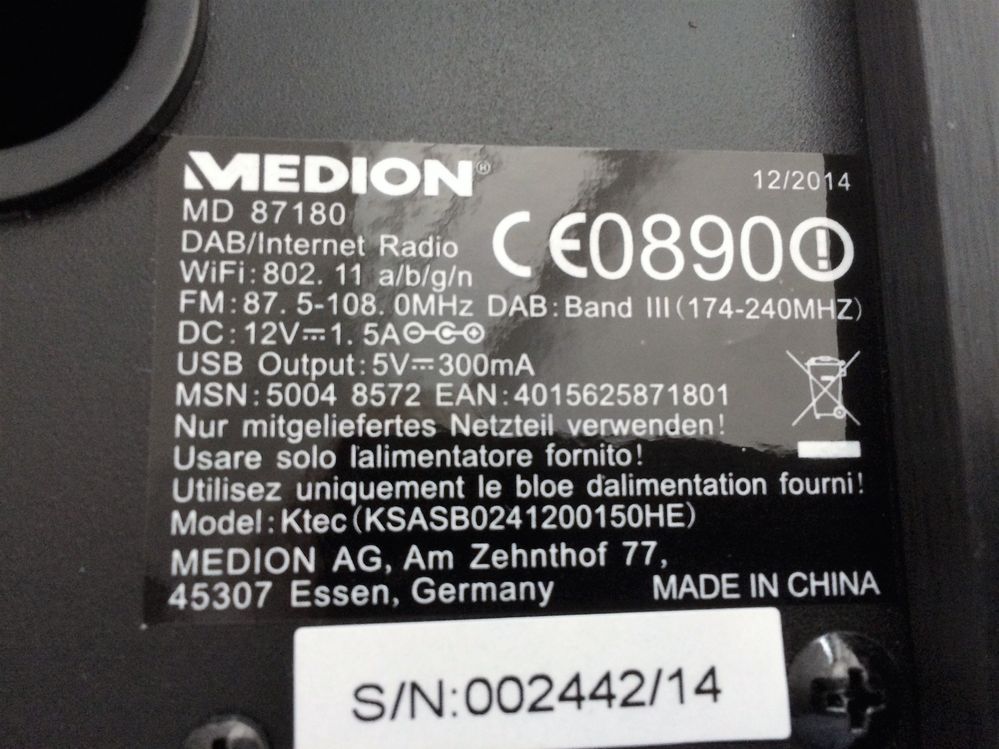 MEDION®
12/2014
MD 87180
DAB/Internet Radio
CE0890!
WiFi:802.11 a/b/g/n
FM:87.5-108.0MHz DAB:Band III(174-240MHZ)
DC:12V⎓1.5A
USB Output:5V⎓300mA
MSN:5004 8572 EAN:4015625871801
Nur mitgeliefertes Netzteil verwenden!
Usare solo l'alimentatore fornito!
Utilisez uniquement le bloe dalimentation fourni!
Model:Ktec(KSASB0241200150HE)
MEDION AG, Am Zehnthof 77,
45307 Essen, Germany
MADE IN CHINA
S/N:002442/14